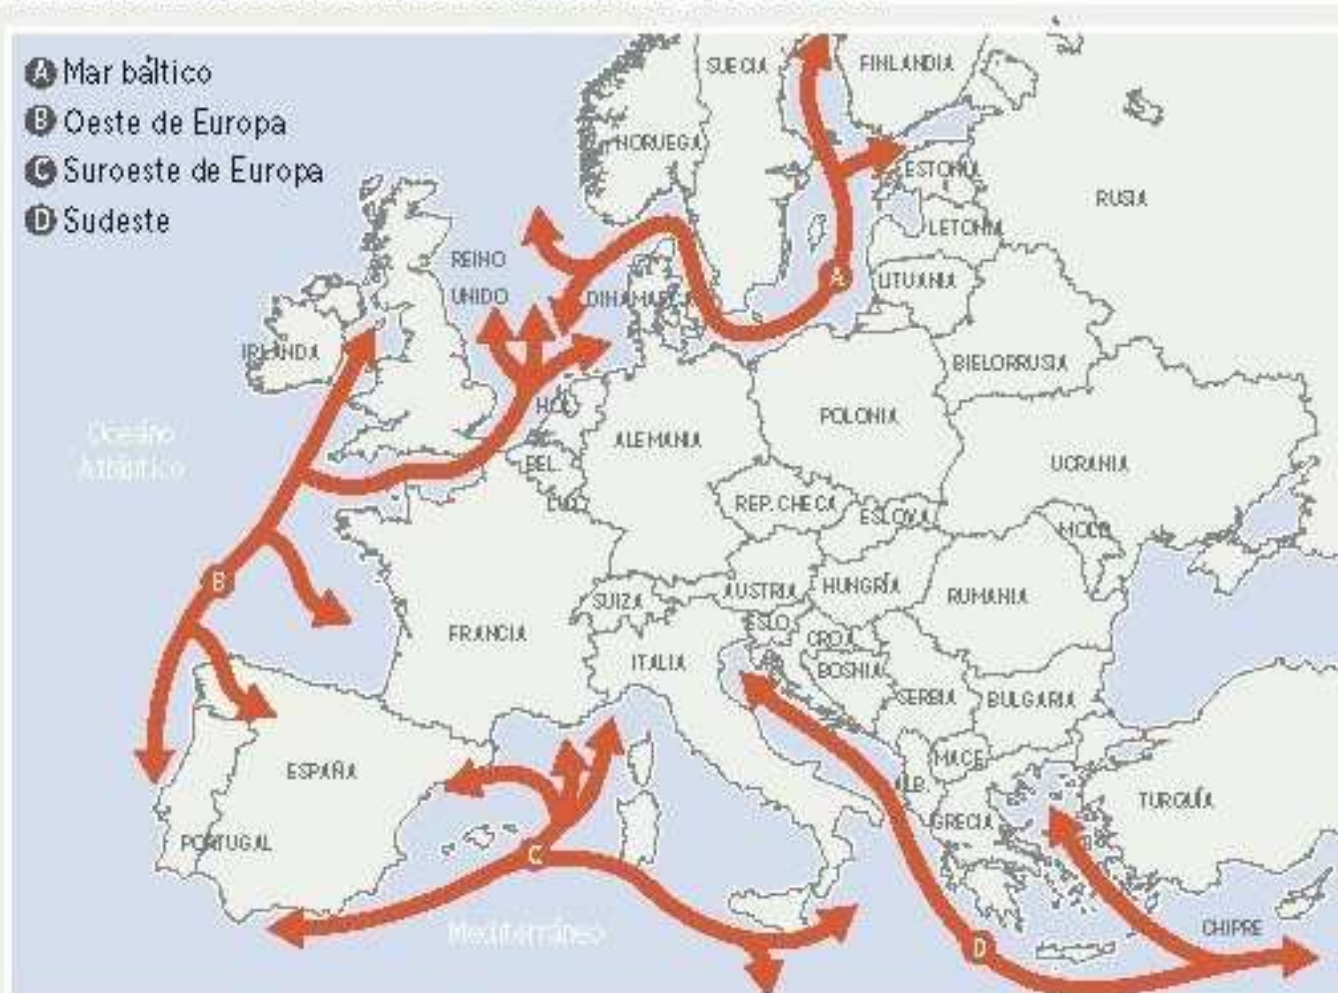 A Mar báltico
B Oeste de Europa
C Suroeste de Europa
D Sudeste
SUECIA
FINLANDIA
NORUEGA
ESTONIA
RUSIA
LETONIA
REINO
UNIDO
DINAMARCA
A
LITUANIA
IRLANDA
BIELORRUSIA
HOL.
POLONIA
Océano
Atlántico
ALEMANIA
BEL.
UCRANIA
LUX.
REP. CHECA
ESLOVA.
MOLD.
B
SUIZA
AUSTRIA
HUNGRÍA
RUMANIA
FRANCIA
ESLO.
CROA.
ITALIA
BOSNIA
SERBIA
BULGARIA
ESPAÑA
MACE.
ALB.
TURQUÍA
GRECIA
PORTUGAL
C
Mediterráneo
D
CHIPRE